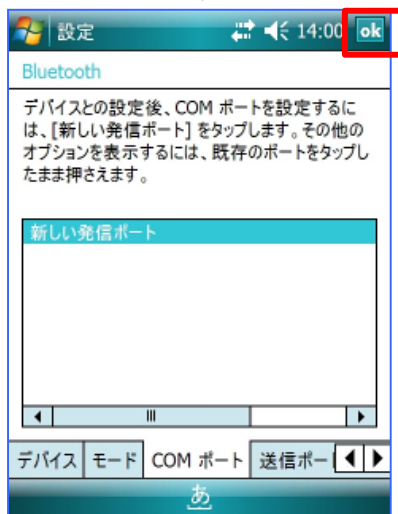 設定 14:00 ok
Bluetooth
デバイスとの設定後、COM ポートを設定するに
は、[新しい発信ポート] をタップします。その他の
オプションを表示するには、既存のポートをタップし
たまま押さえます。
新しい発信ポート
デバイス モード COM ポート 送信ポー
あ